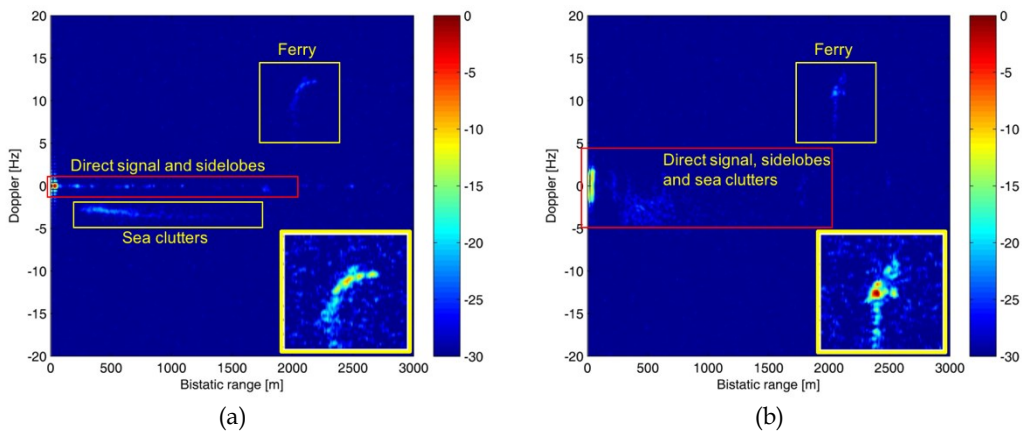 20
15
10
5
0
-5
-10
-15
-20
Doppler [Hz]
Ferry
Direct signal and sidelobes
Sea clutters
0 500 1000 1500 2000 2500 3000
Bistatic range [m]
0
-5
-10
-15
-20
-25
-30
(a)
20
15
10
5
0
-5
-10
-15
-20
Doppler [Hz]
Ferry
Direct signal, sidelobes
and sea clutters
0 500 1000 1500 2000 2500 3000
Bistatic range [m]
0
-5
-10
-15
-20
-25
-30
(b)